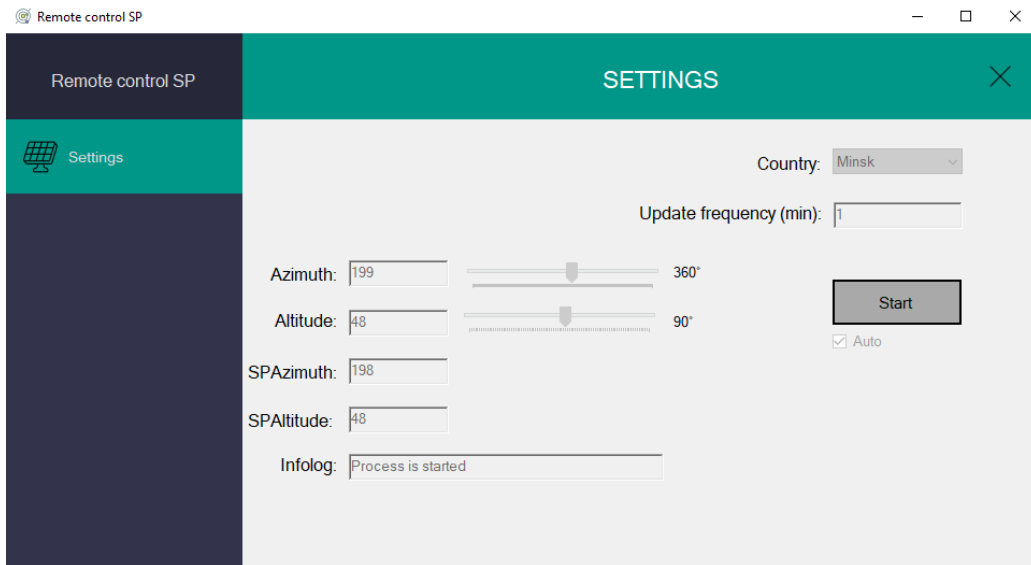 Remote control SP
Remote control SP
SETTINGS
Settings
Country: Minsk
Update frequency (min): 1
Azimuth: 199 360°
Altitude: 48 90°
Start
Auto
SPAzimuth: 198
SPAltitude: 48
Infolog: Process is started